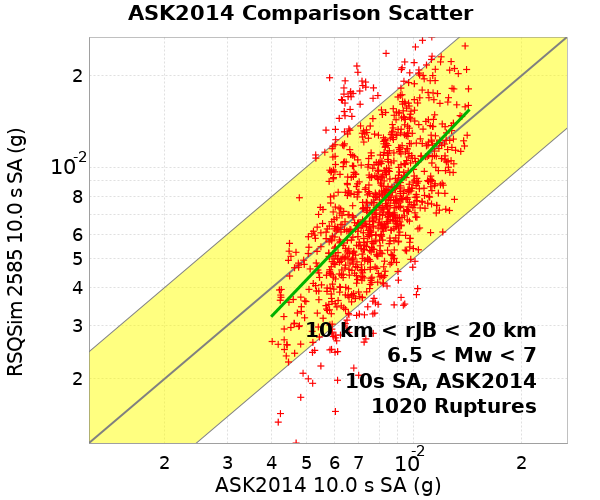 ASK2014 Comparison Scatter
RSQSim 2585 10.0 s SA (g)
2
10-2
8
6
5
4
3
2
10 km < rJB < 20 km
6.5 < Mw < 7
10s SA, ASK2014
1020 Ruptures
2 3 4 5 6 7 10-2 2
ASK2014 10.0 s SA (g)